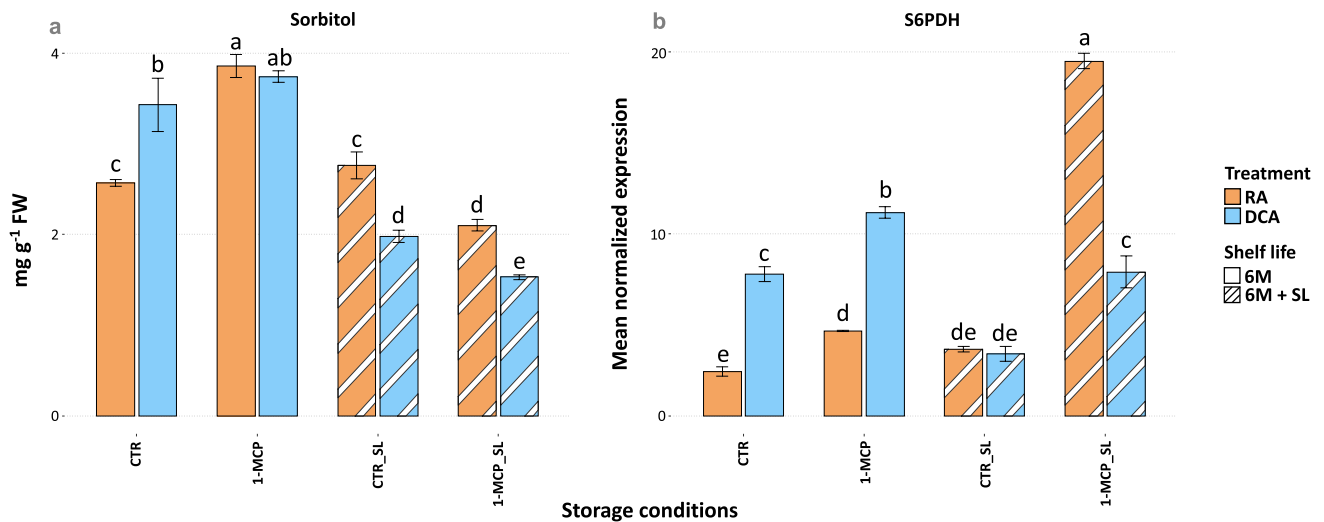 a
Sorbitol
mg g-1 FW
4
2
0
c
b
a
ab
c
d
d
e
CTR
1-MCP
CTR_SL
1-MCP_SL
b
S6PDH
Mean normalized expression
20
10
0
e
c
d
b
de
de
a
c
CTR
1-MCP
CTR_SL
1-MCP_SL
Storage conditions
Treatment
RA
DCA
Shelf life
6M
6M + SL